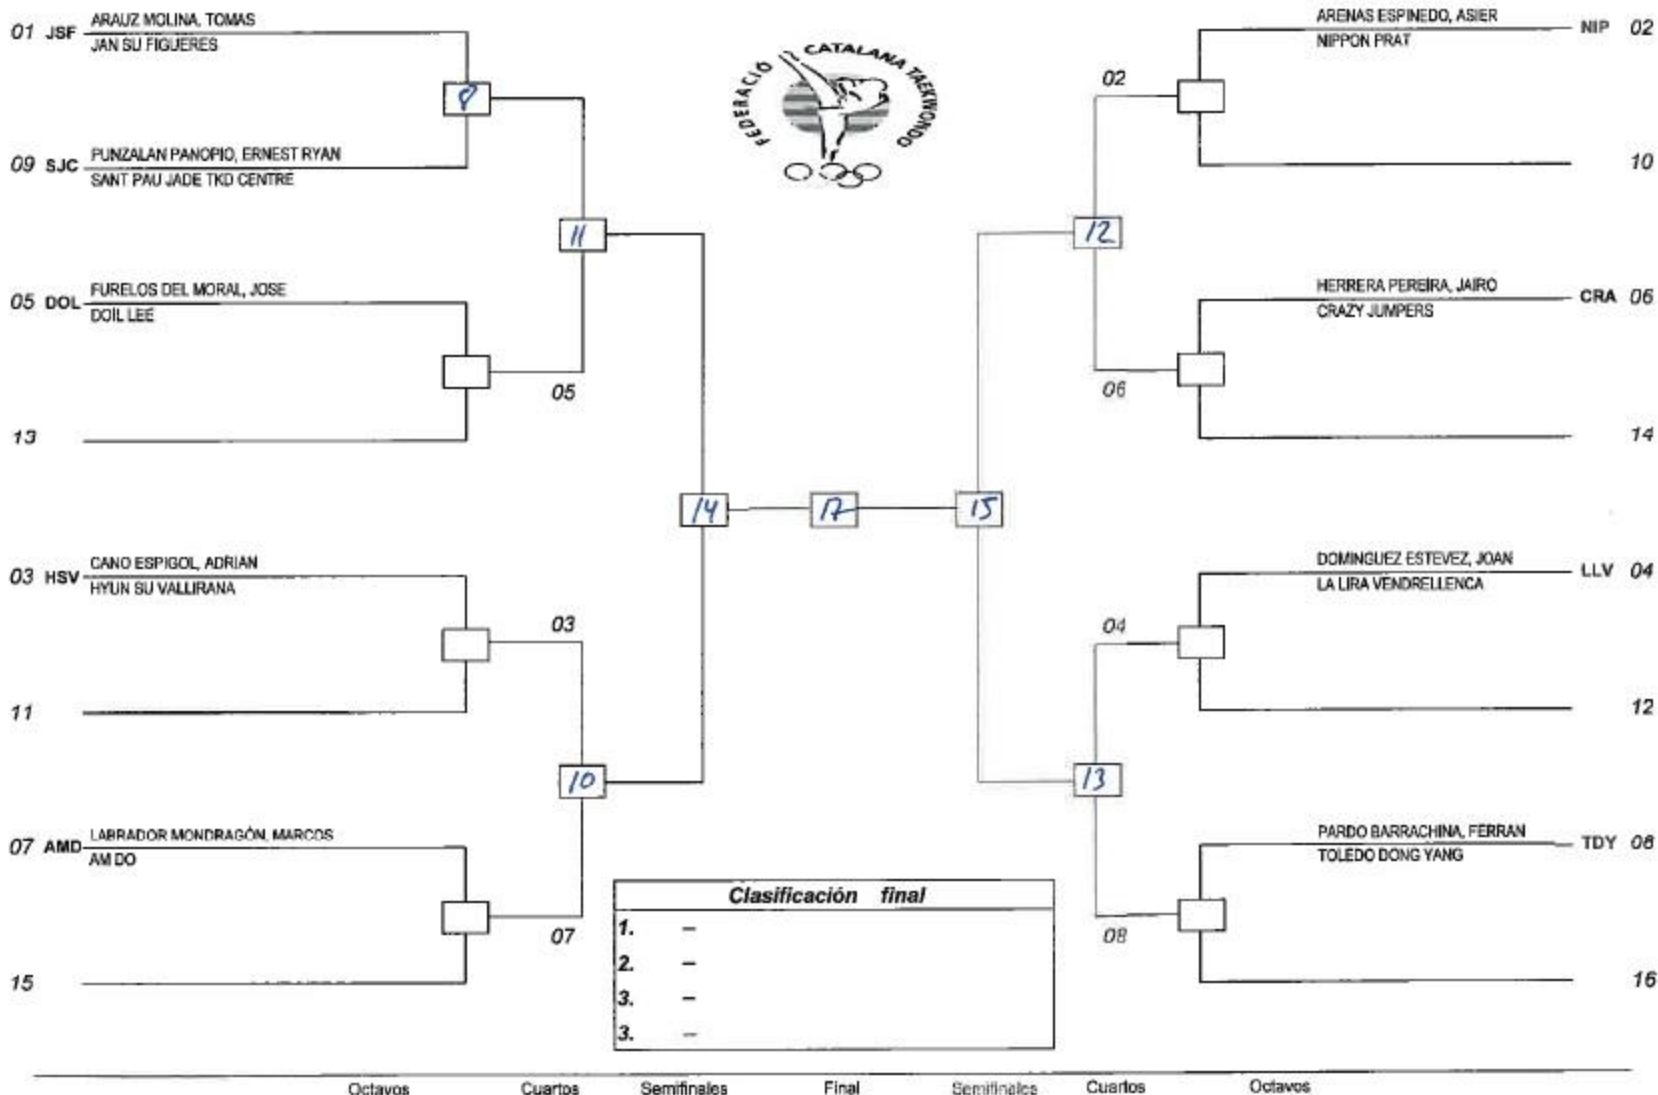 01 JSF ARAUZ MOLINA, TOMAS
JAN SU FIGUERES
8
09 SJC PUNZALAN PANOPIO, ERNEST RYAN
SANT PAU JADE TKD CENTRE
11
05 DOL FURELOS DEL MORAL, JOSE
DOIL LEE
05
13
03 HSV CANO ESPIGOL, ADRIAN
HYUN SU VALLIRANA
03
11
10
07 AMD LABRADOR MONDRAGÓN, MARCOS
AM DO
07
15
FEDERACIÓ CATALANA TAEKWONDO
14
17
15
ARENAS ESPINEDO, ASIER NIP 02
NIPPON PRAT
02
10
12
HERRERA PEREIRA, JAIRO CRA 06
CRAZY JUMPERS
06
14
DOMINGUEZ ESTEVEZ, JOAN LLV 04
LA LIRA VENDRELLENCA
04
12
13
PARDO BARRACHINA, FERRAN TDY 08
TOLEDO DONG YANG
08
16
Clasificación final
1. –
2. –
3. –
3. –
Octavos Cuartos Semifinales Final Semifinales Cuartos Octavos